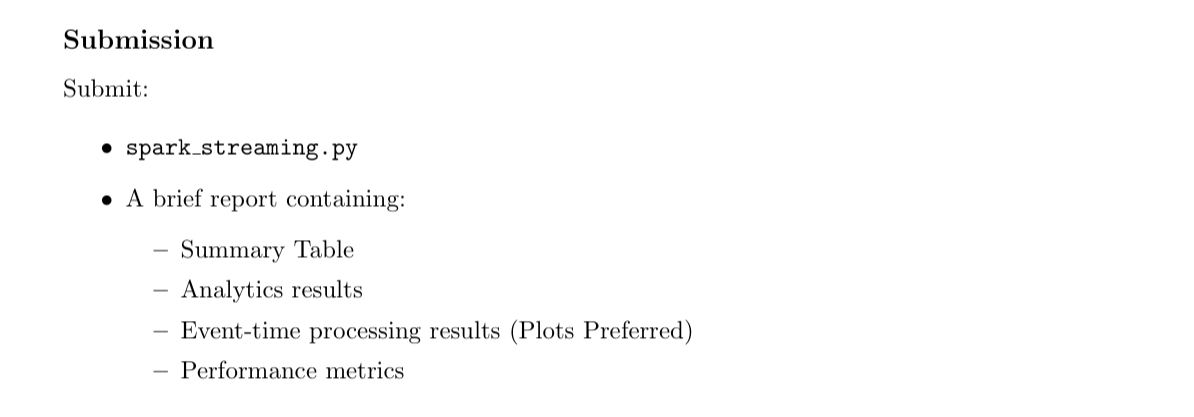 Submission
Submit:
• spark_streaming.py
• A brief report containing:
– Summary Table
– Analytics results
– Event-time processing results (Plots Preferred)
– Performance metrics